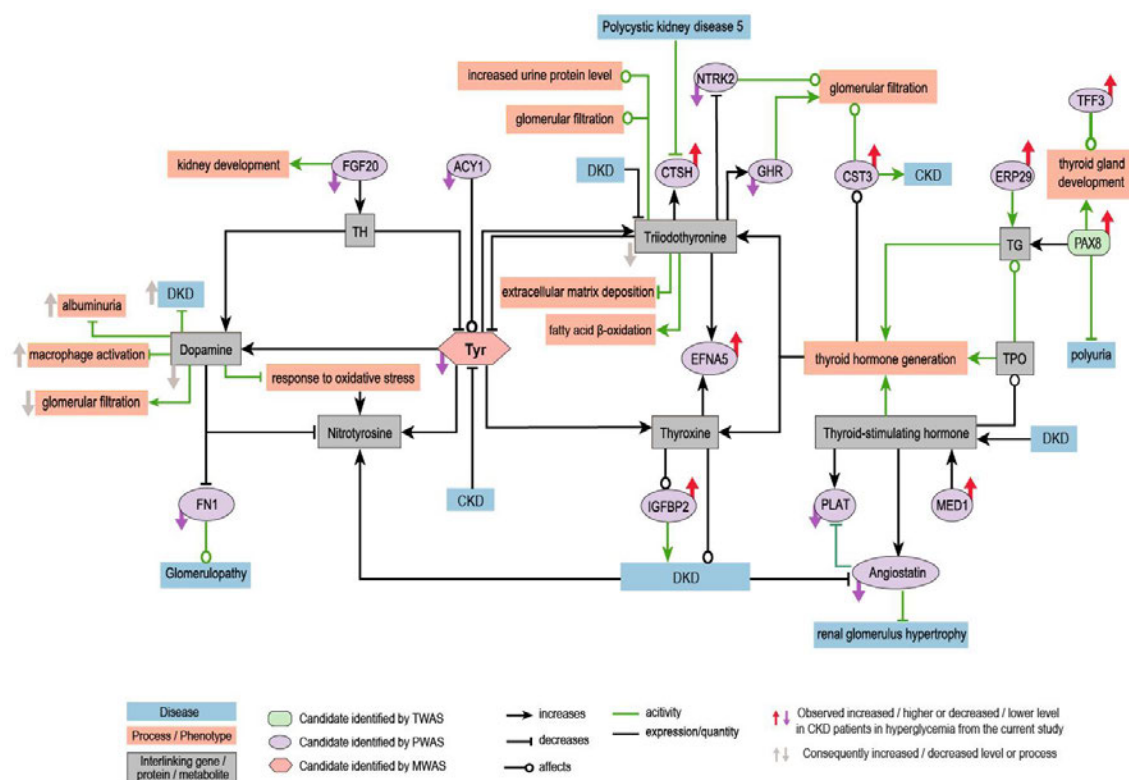 Polycystic kidney disease 5
increased urine protein level
NTRK2
glomerular filtration
TFF3
glomerular filtration
kidney development
FGF20
ACY1
DKD
CTSH
GHR
CST3
CKD
ERP29
thyroid gland
development
TH
Triiodothyronine
TG
PAX8
DKD
albuminuria
extracellular matrix deposition
macrophage activation
Dopamine
Tyr
fatty acid β-oxidation
EFNA5
thyroid hormone generation
TPO
polyuria
response to oxidative stress
glomerular filtration
Nitrotyrosine
Thyroxine
Thyroid-stimulating hormone
DKD
FN1
CKD
IGFBP2
PLAT
MED1
Glomerulopathy
DKD
Angiostatin
renal glomerulus hypertrophy
Disease
Process / Phenotype
Interlinking gene /
protein / metabolite
Candidate identified by TWAS
Candidate identified by PWAS
Candidate identified by MWAS
increases
decreases
affects
acitivity
expression/quantity
Observed increased / higher or decreased / lower level
in CKD patients in hyperglycemia from the current study
Consequently increased / decreased level or process